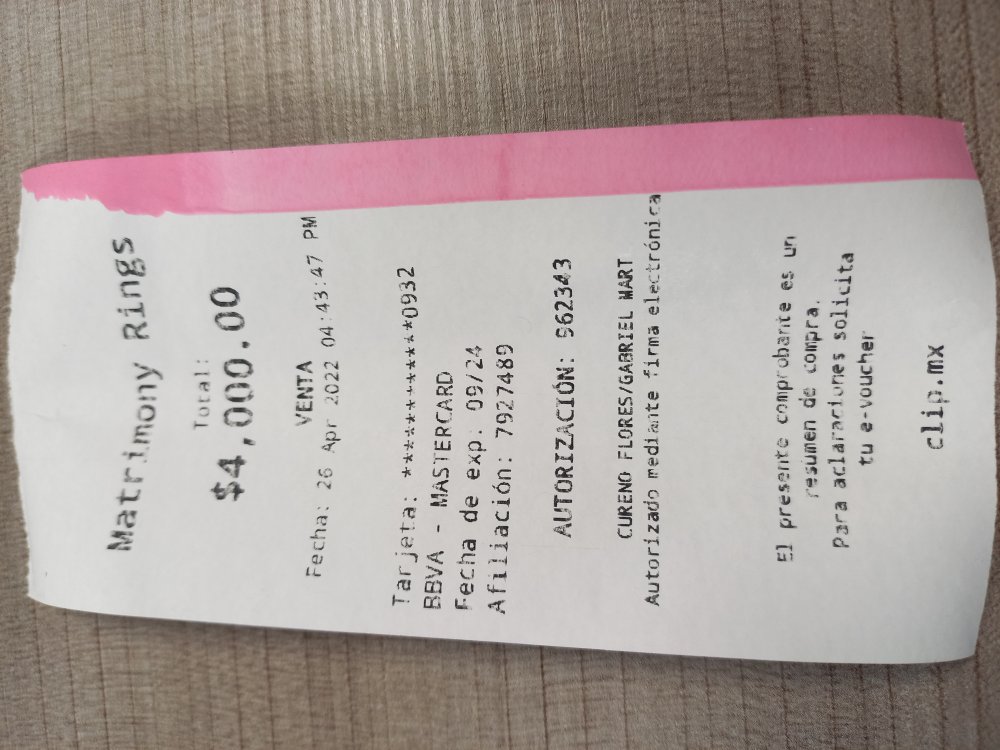 Matrimony Rings
Total:
$4,000.00
VENTA
Fecha: 26 Apr 2022 04:43:47 PM
Tarjeta: ************0932
BBVA - MASTERCARD
Fecha de exp: 09/24
Afiliación: 7927489
AUTORIZACIÓN: 962343
CURENO FLORES/GABRIEL MART
Autorizado mediante firma electrónica
El presente comprobante es un
resumen de compra.
Para aclaraciones solicita
tu e-voucher
clip.mx